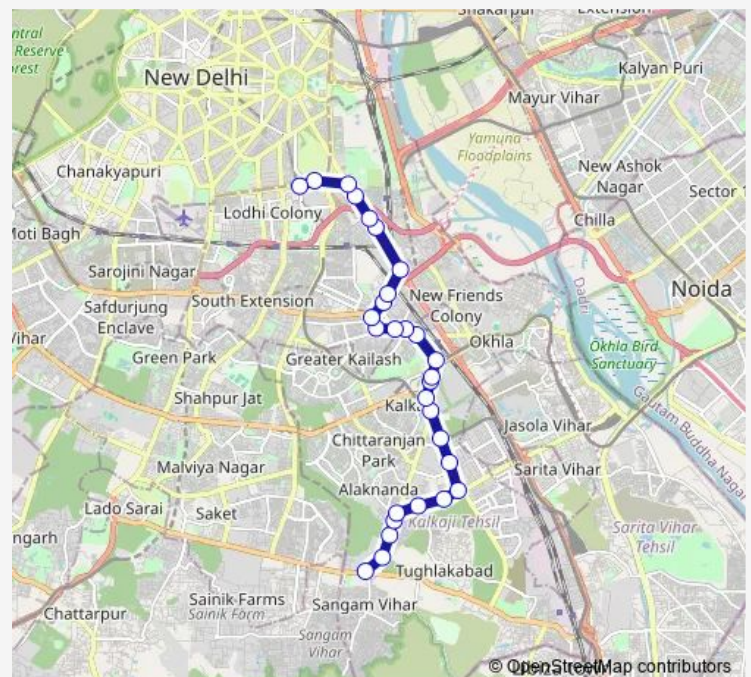 Shakarpur
Extension
Central
Reserve
Forest
New Delhi
Kalyan Puri
Mayur Vihar
Yamuna
Floodplains
Chanakyapuri
New Ashok
Nagar
Sector
Lodhi Colony
Chilla
Moti Bagh
Sarojini Nagar
Dadri
Noida
South Extension
New Friends
Colony
Safdurjung
Enclave
Vihar
Green Park
Greater Kailash
Okhla
Okhla Bird
Sanctuary
Shahpur Jat
Kalka
Gautam Buddha Nagar
Chittaranjan
Park
Jasola Vihar
Malviya Nagar
Sarita Vihar
Alaknanda
Lado Sarai
Saket
Kalkaji Tehsil
Sarita Vihar
Tehsil
ngarh
Tughlakabad
Sainik Farms
Sainik Farm
Sangam Vihar
Chattarpur
Sangam
Vihar
© OpenStreetMap contributors